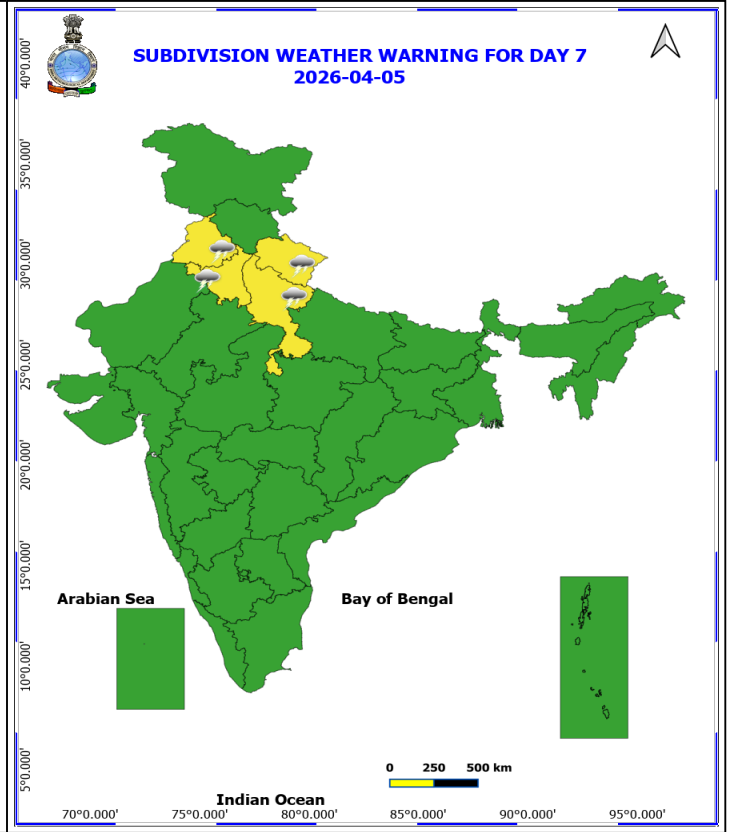 SUBDIVISION WEATHER WARNING FOR DAY 7
2026-04-05
40°0.000'
35°0.000'
30°0.000'
25°0.000'
20°0.000'
15°0.000'
10°0.000'
5°0.000'
Arabian Sea
Bay of Bengal
0 250 500 km
Indian Ocean
70°0.000' 75°0.000' 80°0.000' 85°0.000' 90°0.000' 95°0.000'